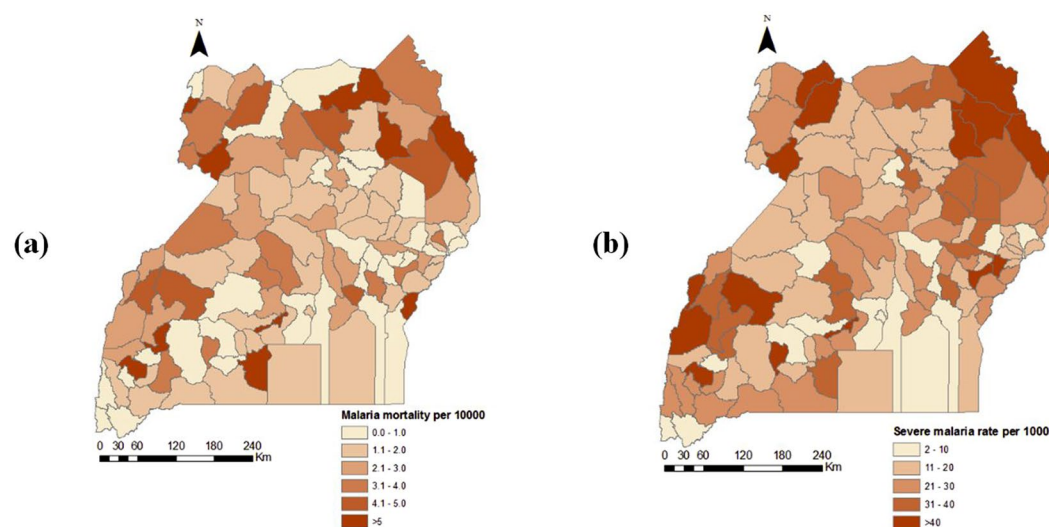 N
N
(a)
(b)
Malaria mortality per 10000
0.0 - 1.0
1.1 - 2.0
2.1 - 3.0
3.1 - 4.0
4.1 - 5.0
>5
0 30 60 120 180 240
Km
Severe malaria rate per 1000
2 - 10
11 - 20
21 - 30
31 - 40
>40
0 30 60 120 180 240
Km